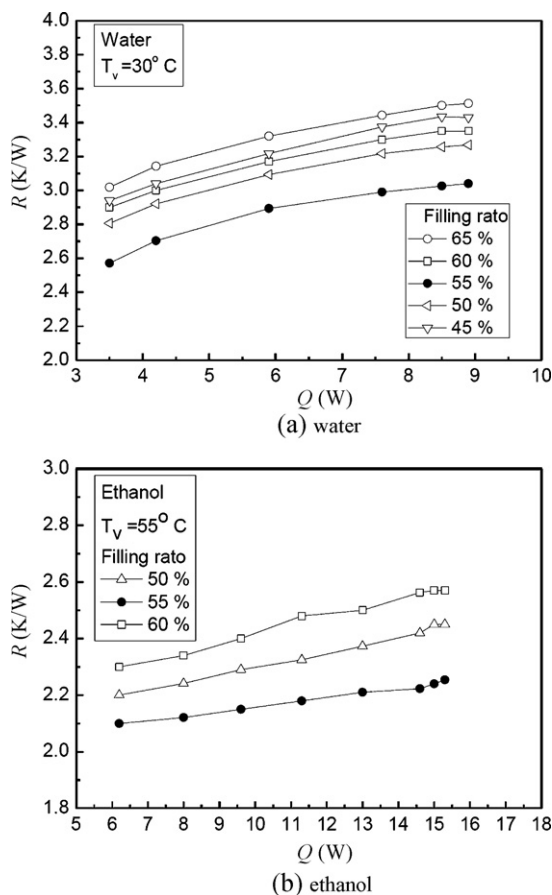 4.0
3.8
3.6
3.4
3.2
3.0
2.8
2.6
2.4
2.2
2.0
R (K/W)
Water
Tv =30o C
Filling rato
65 %
60 %
55 %
50 %
45 %
3 4 5 6 7 8 9 10
Q (W)
(a) water
3.0
2.8
2.6
2.4
2.2
2.0
1.8
R (K/W)
Ethanol
TV =55O C
Filling rato
50 %
55 %
60 %
5 6 7 8 9 10 11 12 13 14 15 16 17 18
Q (W)
(b) ethanol